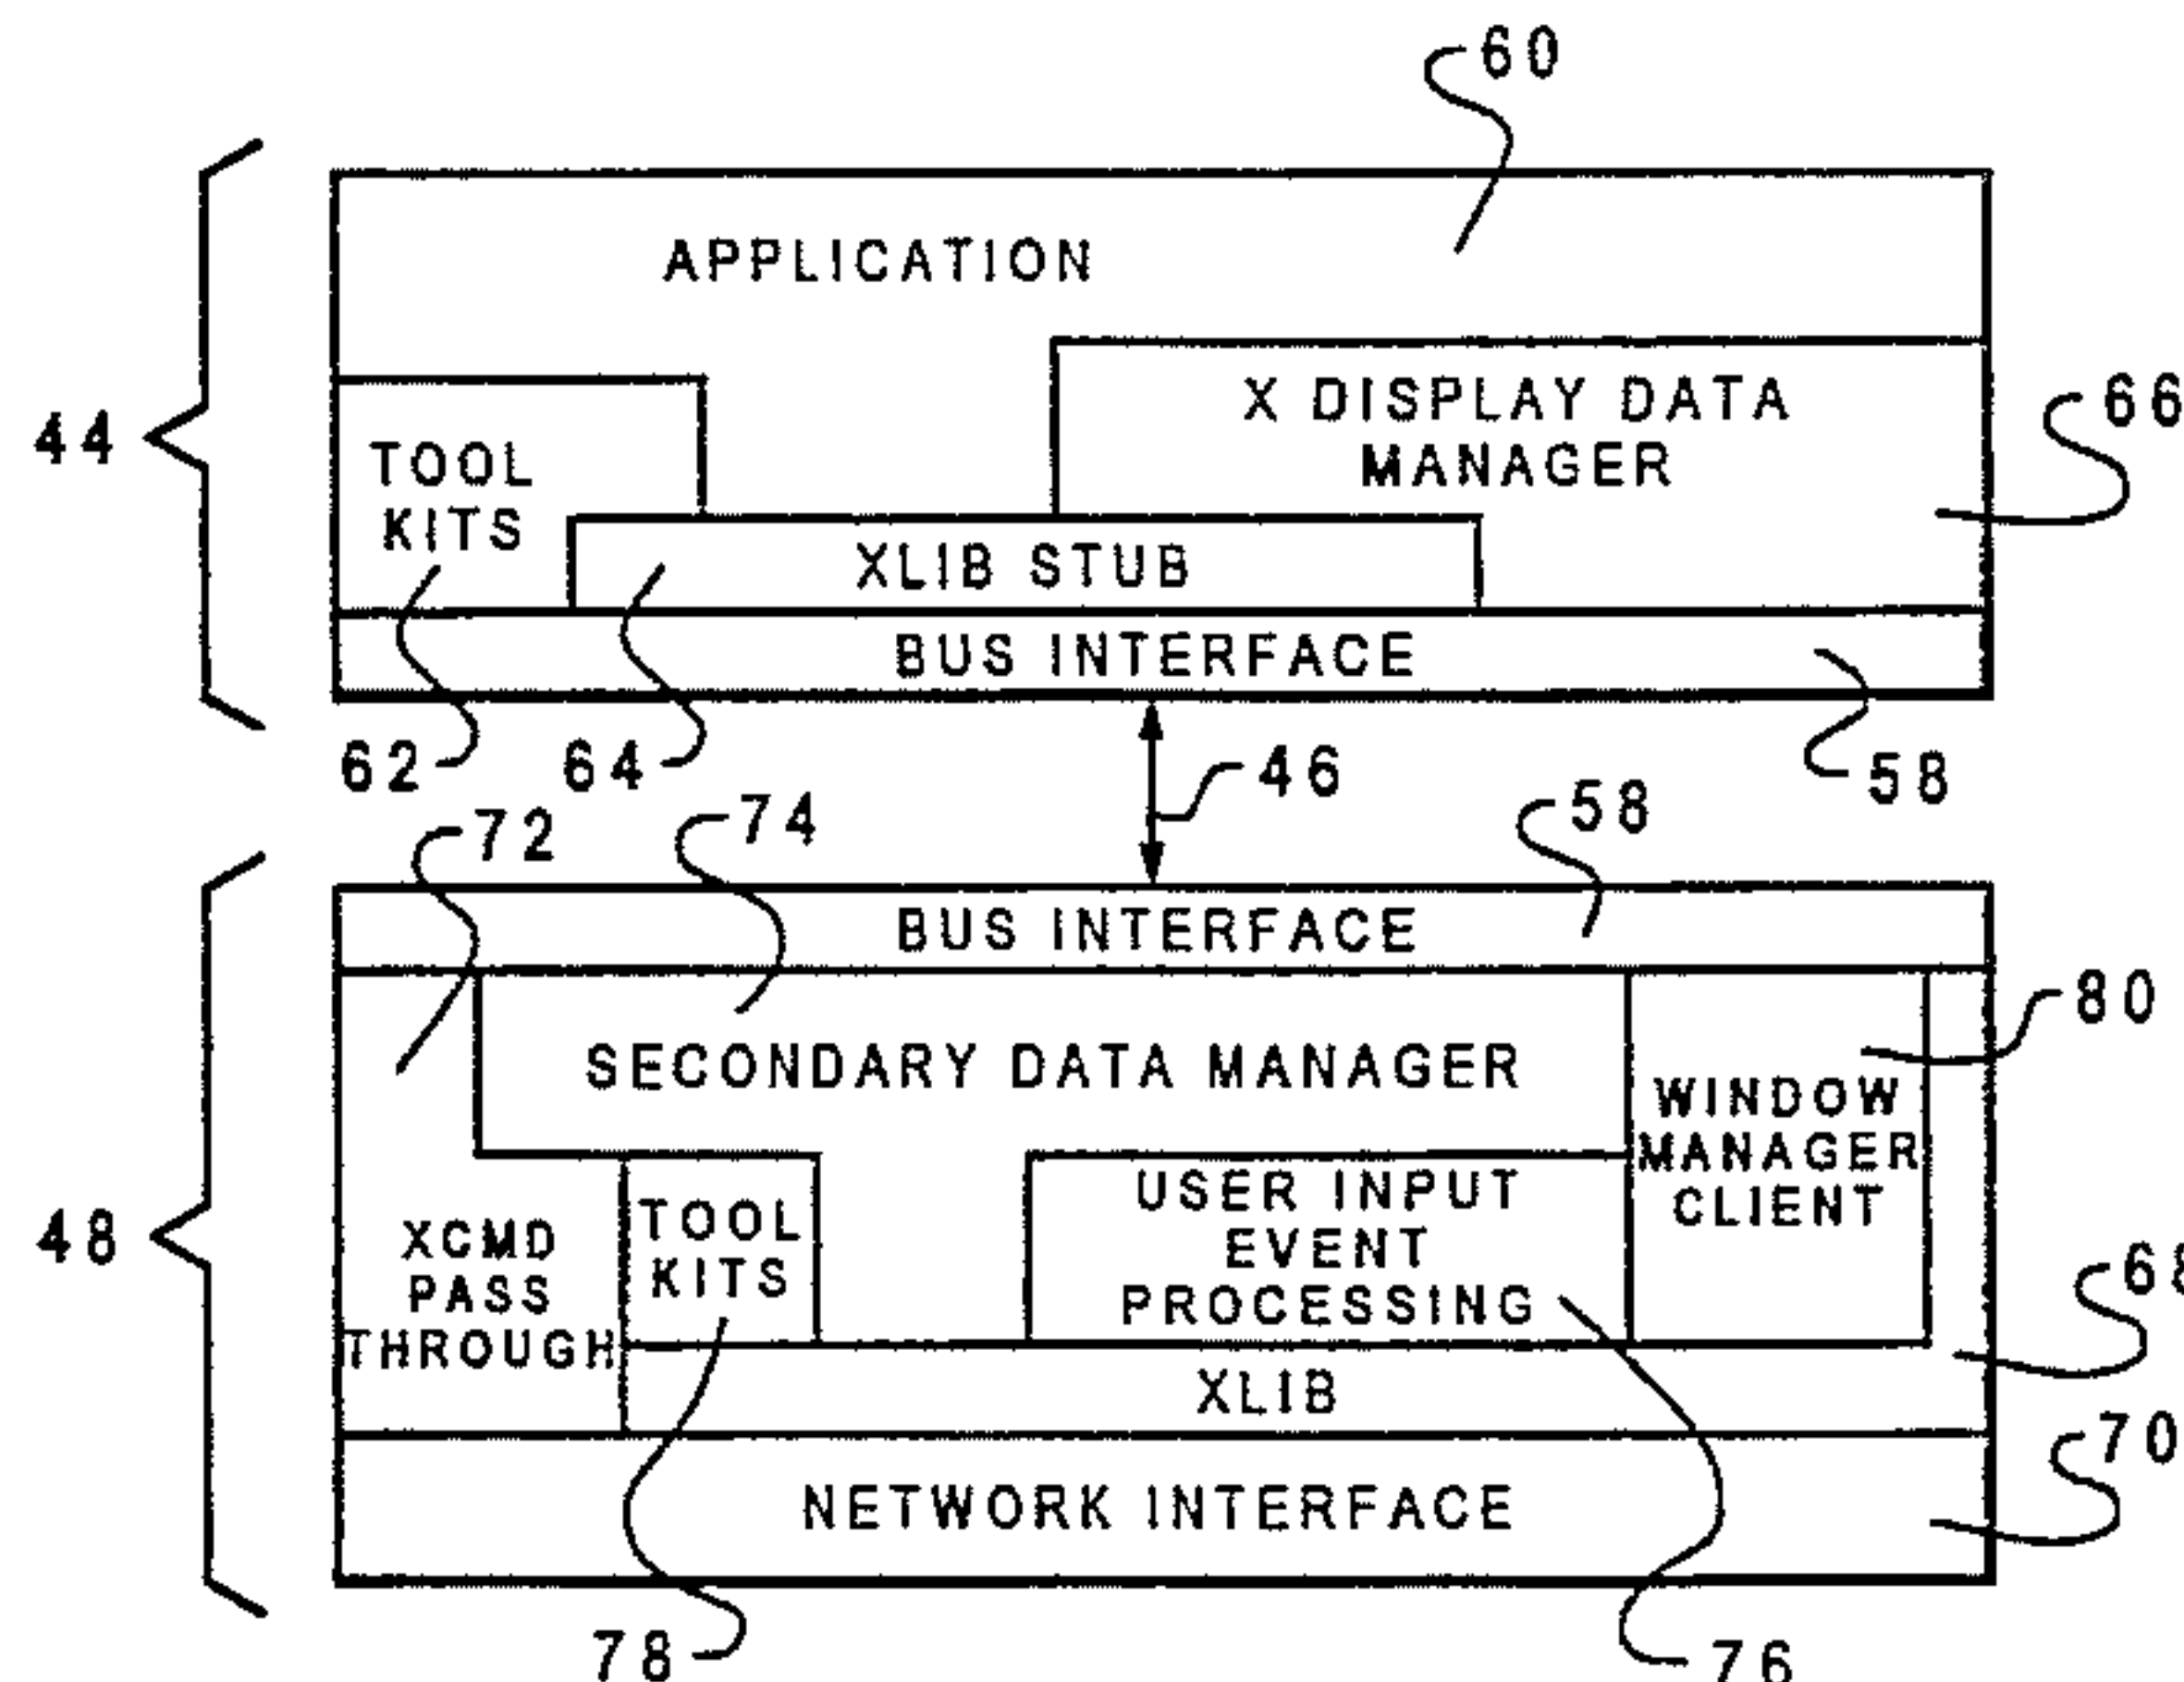 60
APPLICATION
44
X DISPLAY DATA
MANAGER
66
TOOL
KITS
XLIB STUB
BUS INTERFACE
62
64
46
58
72
74
58
BUS INTERFACE
80
SECONDARY DATA MANAGER
WINDOW
MANAGER
CLIENT
48
XCMD
PASS
THROUGH
TOOL
KITS
USER INPUT
EVENT
PROCESSING
68
XLIB
70
NETWORK INTERFACE
78
76